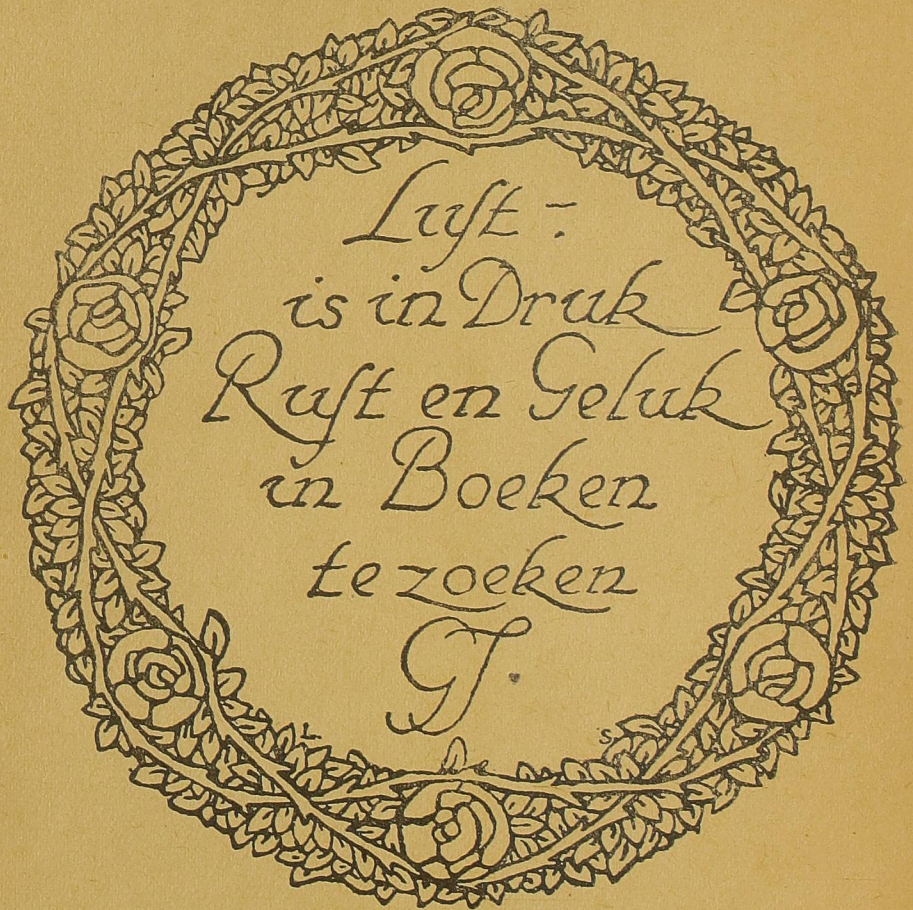 Luſt :
is in Druk
Ruſt en Geluk
in Boeken
te zoeken
GJ.
L S